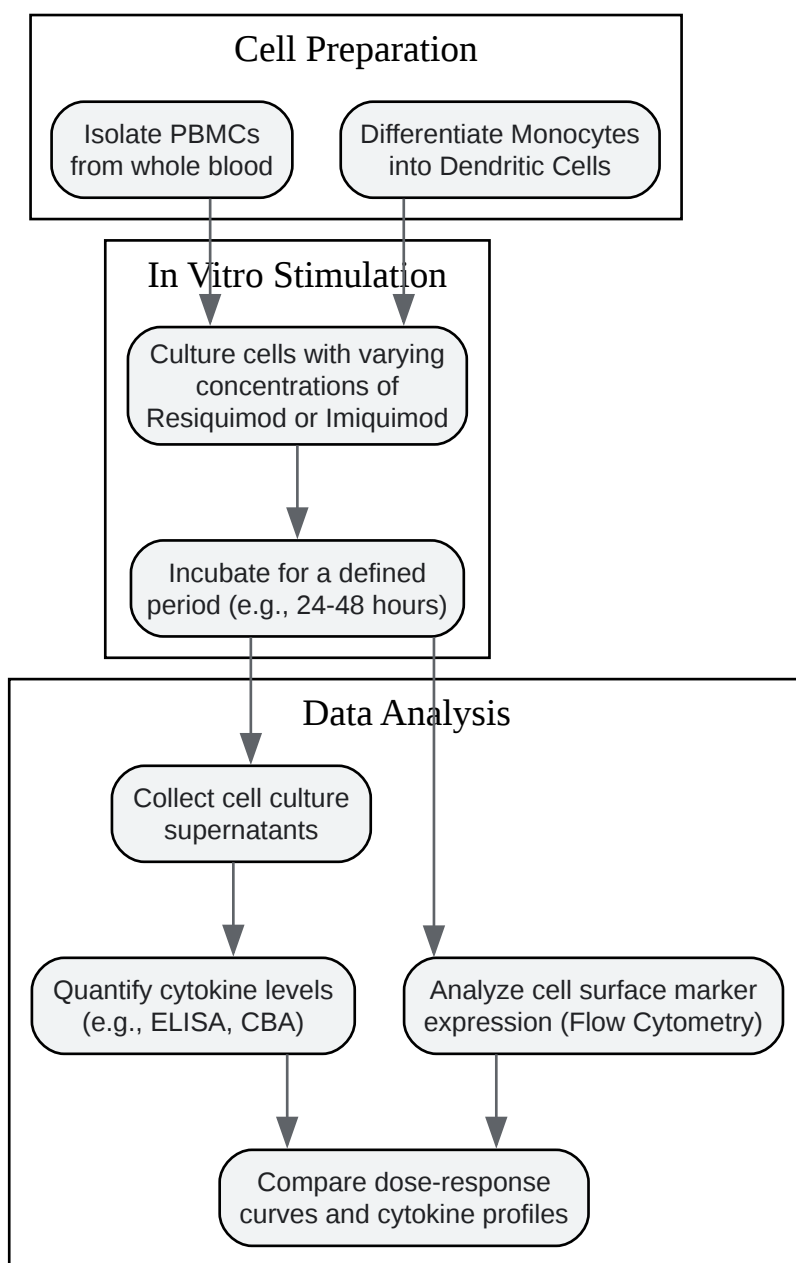 Cell Preparation
Isolate PBMCs
from whole blood
Differentiate Monocytes
into Dendritic Cells
In Vitro Stimulation
Culture cells with varying
concentrations of
Resiquimod or Imiquimod
Incubate for a defined
period (e.g., 24-48 hours)
Data Analysis
Collect cell culture
supernatants
Quantify cytokine levels
(e.g., ELISA, CBA)
Analyze cell surface marker
expression (Flow Cytometry)
Compare dose-response
curves and cytokine profiles